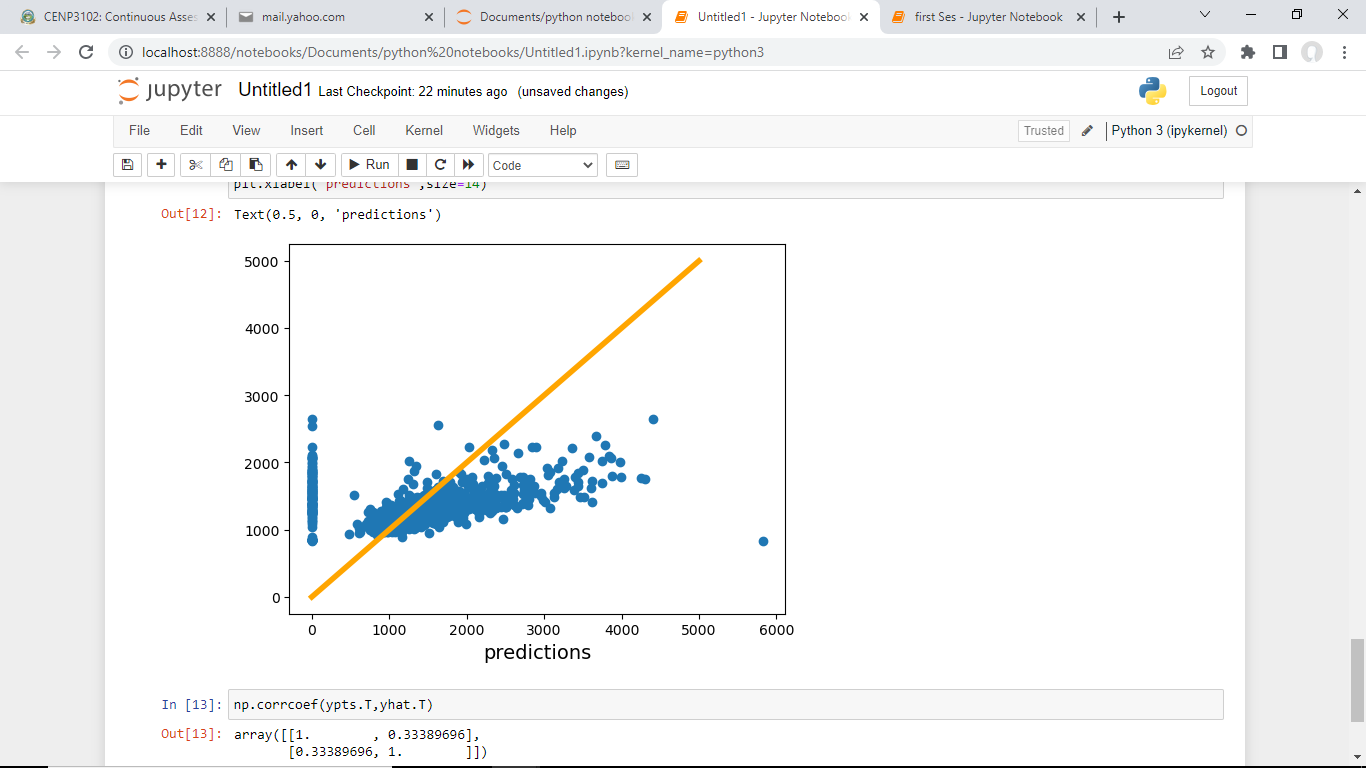 CENP3102: Continuous Asses
mail.yahoo.com
Documents/python noteboo
Untitled1 - Jupyter Notebook
first Ses - Jupyter Notebook
localhost:8888/notebooks/Documents/python%20notebooks/Untitled1.ipynb?kernel_name=python3
jupyter Untitled1 Last Checkpoint: 22 minutes ago (unsaved changes)
Logout
File Edit View Insert Cell Kernel Widgets Help
Trusted Python 3 (ipykernel)
Run Code
plt.xlabel('predictions',size=14)
Out[12]: Text(0.5, 0, 'predictions')
5000
4000
3000
2000
1000
0
0 1000 2000 3000 4000 5000 6000
predictions
In [13]: np.corrcoef(ypts.T,yhat.T)
Out[13]: array([[1. , 0.33389696],
[0.33389696, 1. ]])